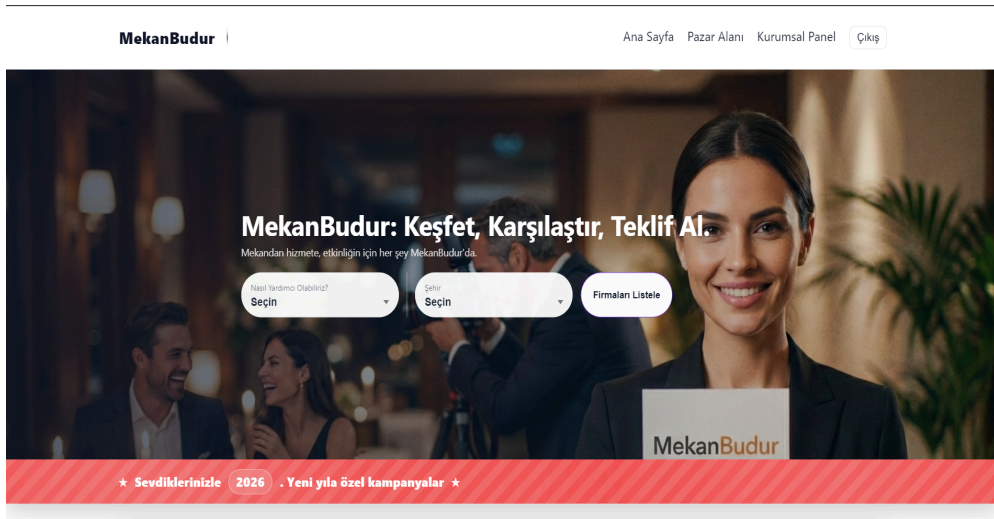 MekanBudur
Ana Sayfa Pazar Alanı Kurumsal Panel Çıkış
MekanBudur: Keşfet, Karşılaştır, Teklif Al.
Mekandan hizmete, etkinliğin için her şey MekanBudur'da.
Nasıl Yardımcı Olabiliriz?
Seçin
Şehir
Seçin
Firmaları Listele
MekanBudur
★ Sevdiklerinizle 2026 . Yeni yıla özel kampanyalar ★